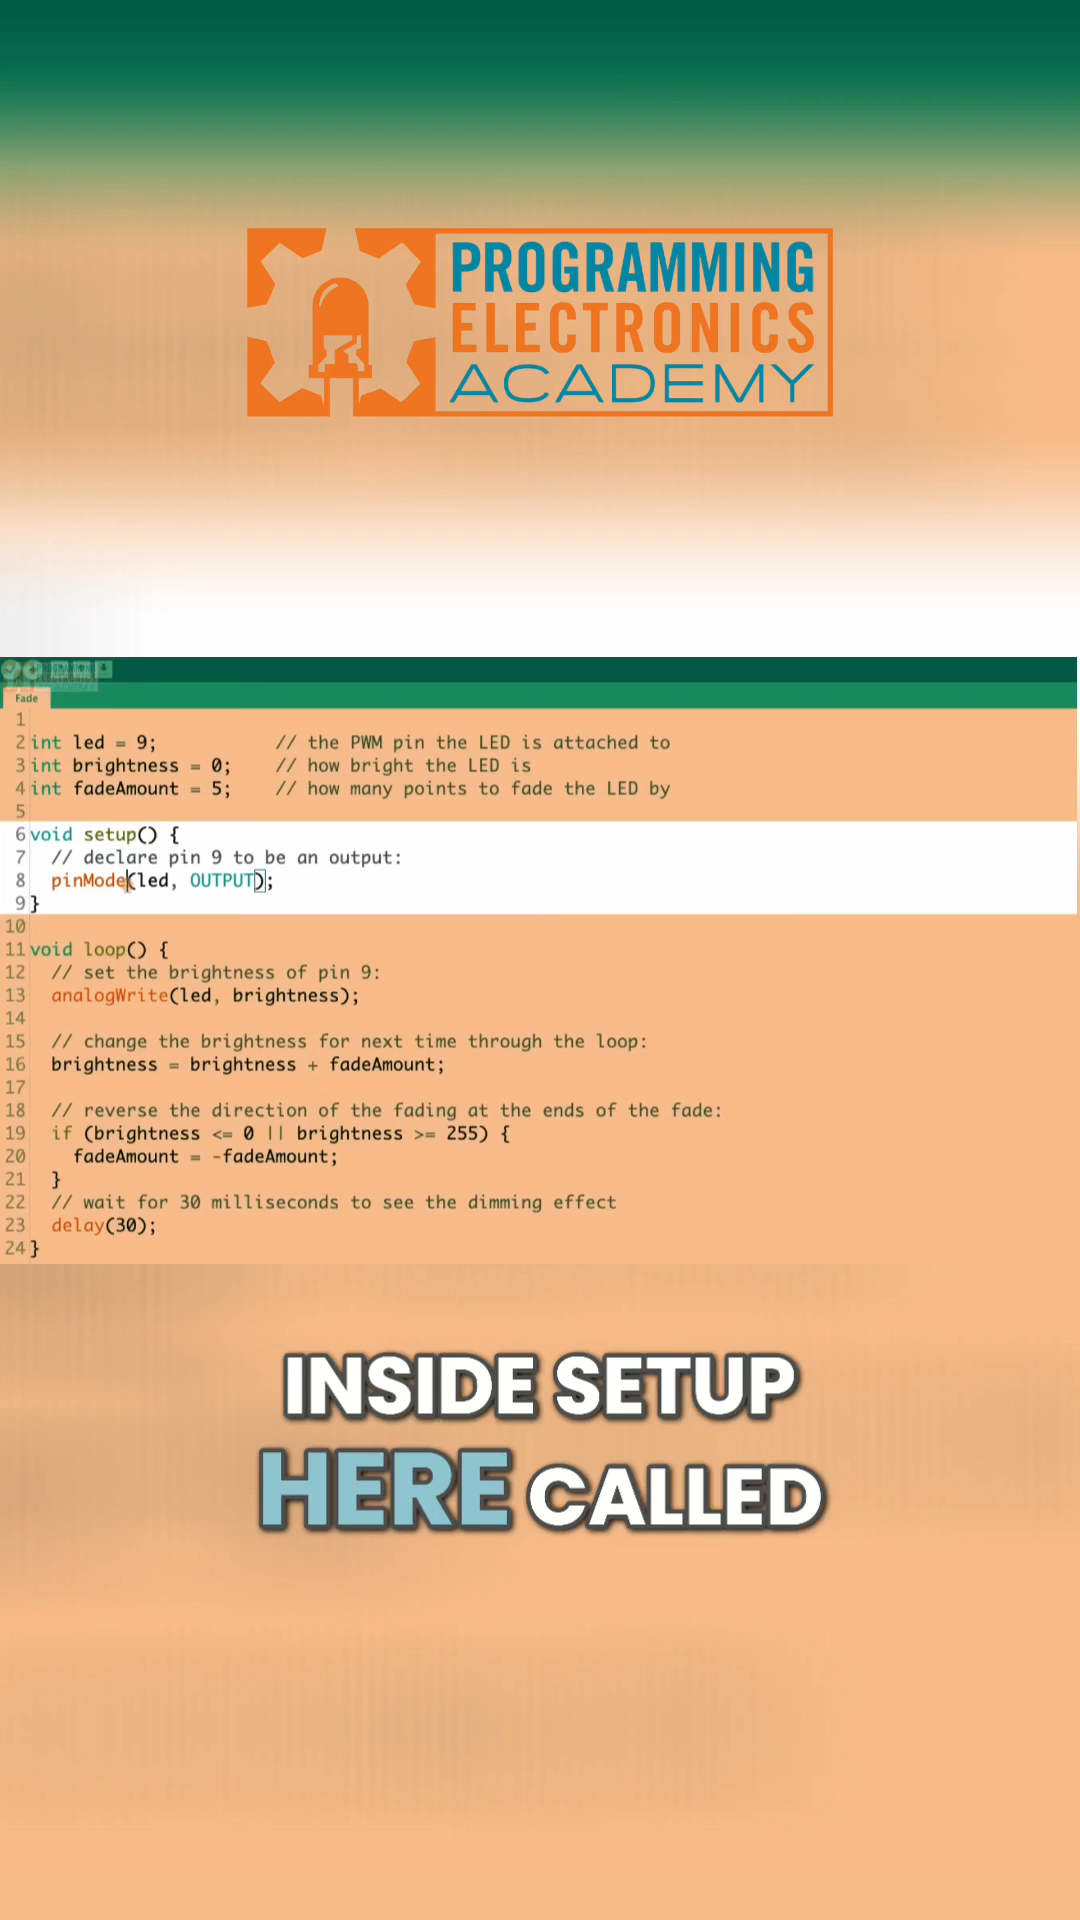 PROGRAMMING
ELECTRONICS
ACADEMY
Fade
1
2 int led = 9;           // the PWM pin the LED is attached to
3 int brightness = 0;    // how bright the LED is
4 int fadeAmount = 5;    // how many points to fade the LED by
5
6 void setup() {
7   // declare pin 9 to be an output:
8   pinMode(led, OUTPUT);
9 }
10
11 void loop() {
12   // set the brightness of pin 9:
13   analogWrite(led, brightness);
14
15   // change the brightness for next time through the loop:
16   brightness = brightness + fadeAmount;
17
18   // reverse the direction of the fading at the ends of the fade:
19   if (brightness <= 0 || brightness >= 255) {
20     fadeAmount = -fadeAmount;
21   }
22   // wait for 30 milliseconds to see the dimming effect
23   delay(30);
24 }
INSIDE SETUP
HERE CALLED